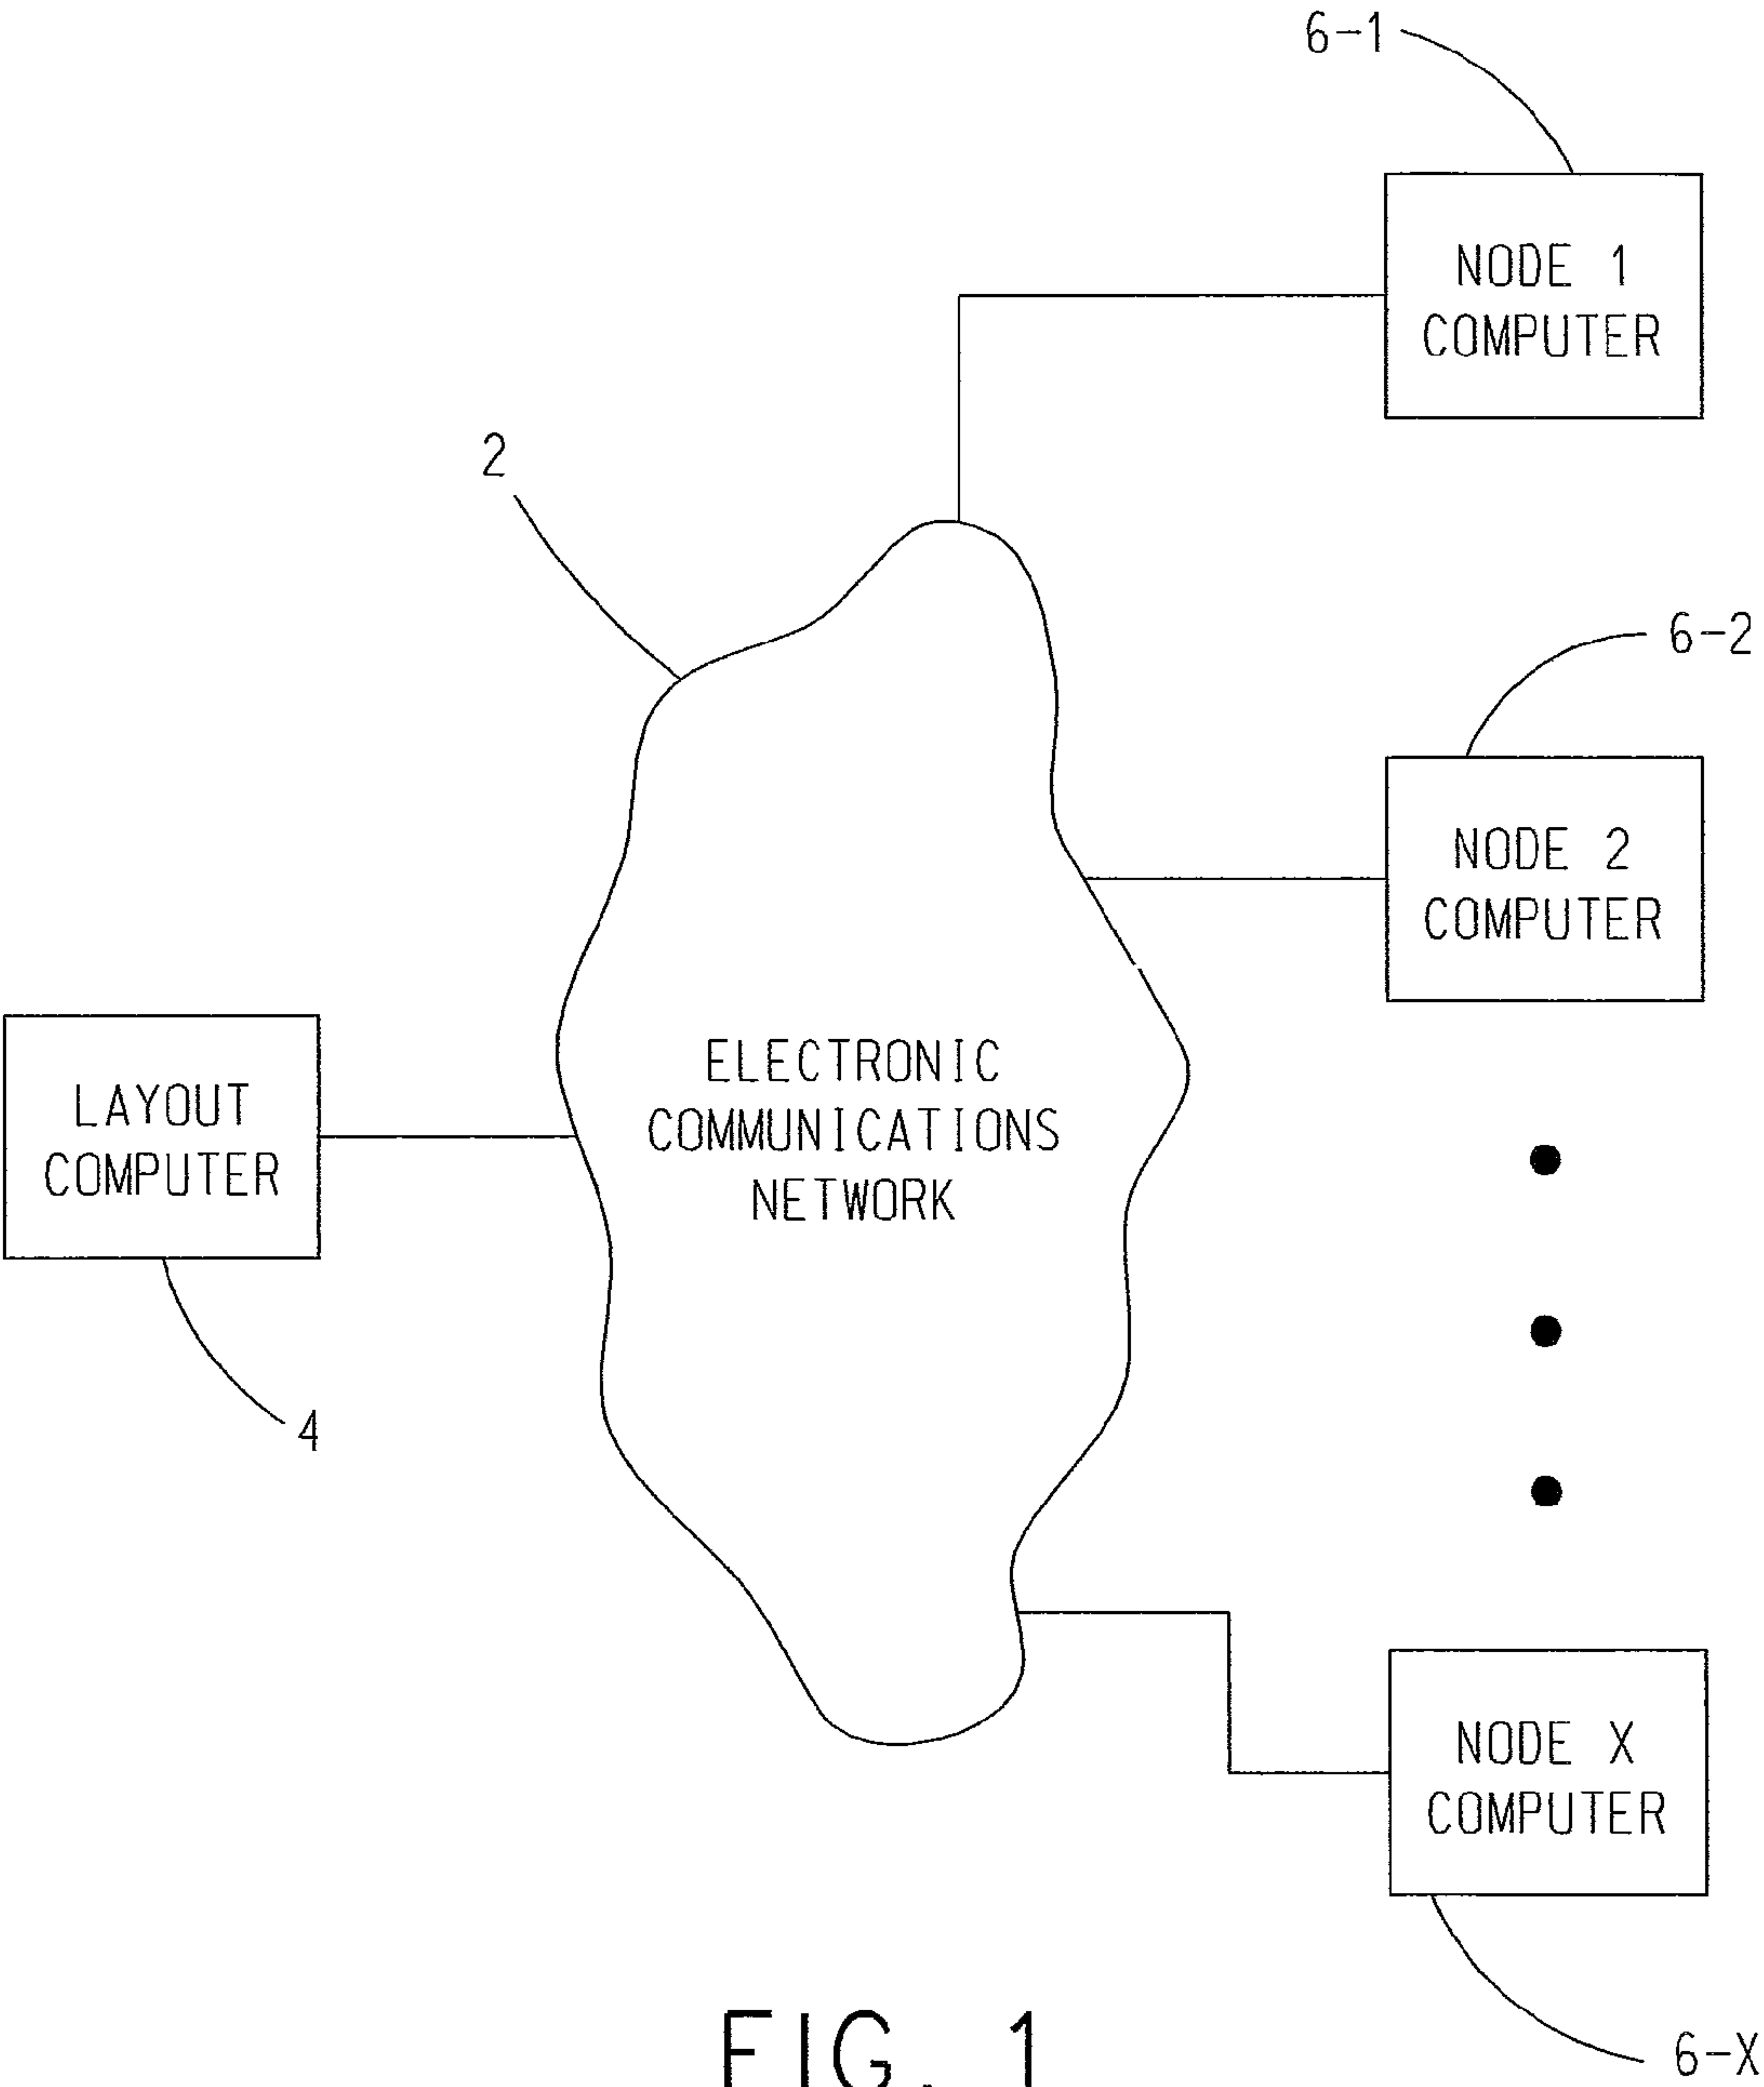 6-1
NODE 1
COMPUTER
2
6-2
NODE 2
COMPUTER
ELECTRONIC
COMMUNICATIONS
NETWORK
LAYOUT
COMPUTER
4
NODE X
COMPUTER
6-X
FIG. 1